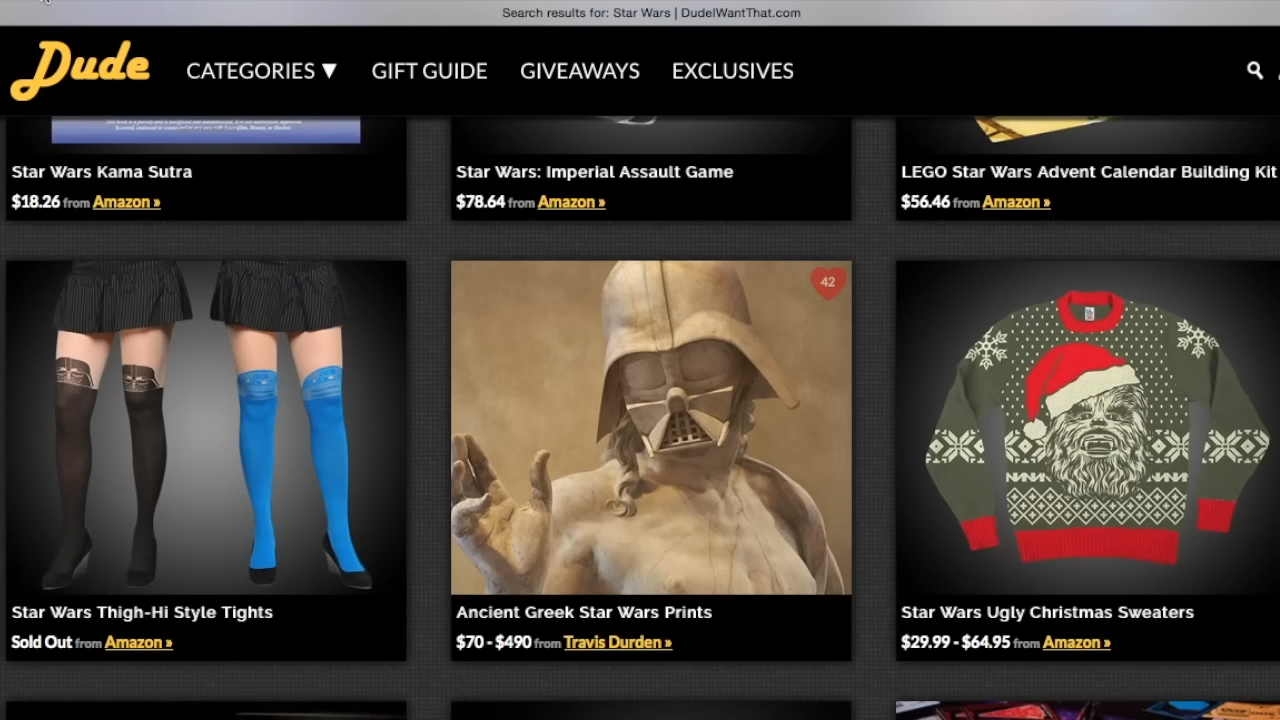 Search results for: Star Wars | DudeIWantThat.com
Dude
CATEGORIES ▼ GIFT GUIDE GIVEAWAYS EXCLUSIVES
Star Wars Kama Sutra
$18.26 from Amazon »
Star Wars: Imperial Assault Game
$78.64 from Amazon »
LEGO Star Wars Advent Calendar Building Kit
$56.46 from Amazon »
42
Star Wars Thigh-Hi Style Tights
Sold Out from Amazon »
Ancient Greek Star Wars Prints
$70 - $490 from Travis Durden »
Star Wars Ugly Christmas Sweaters
$29.99 - $64.95 from Amazon »